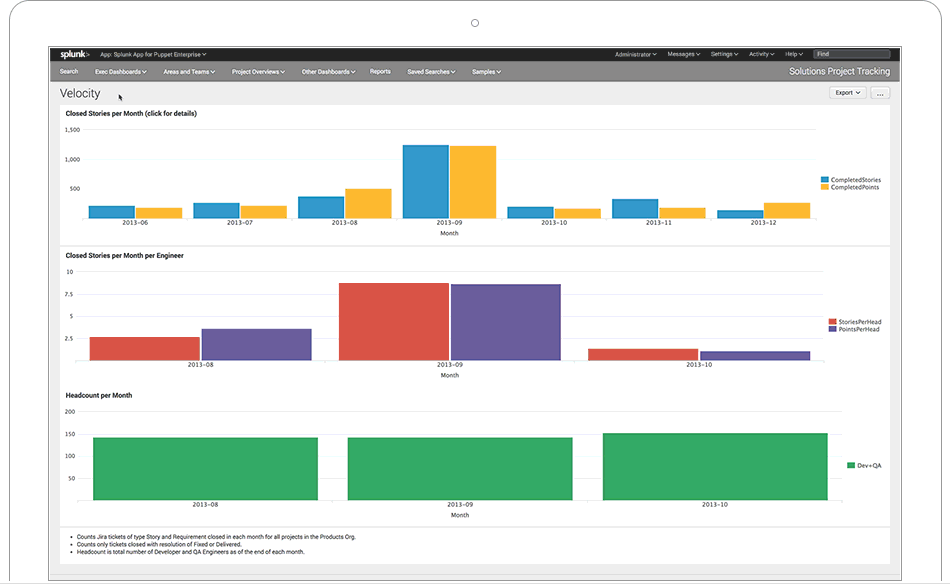 splunk> App: Splunk App for Puppet Enterprise Administrator Messages Settings Activity Help Find
Search Exec Dashboards Areas and Teams Project Overviews Other Dashboards Reports Saved Searches Samples Solutions Project Tracking
Velocity Export ...
Closed Stories per Month (click for details)
1,500
1,000
500
CompletedStories
CompletedPoints
2013-06 2013-07 2013-08 2013-09 2013-10 2013-11 2013-12
Month
Closed Stories per Month per Engineer
10
7.5
5
2.5
StoriesPerHead
PointsPerHead
2013-08 2013-09 2013-10
Month
Headcount per Month
200
150
100
50
Dev+QA
2013-08 2013-09 2013-10
Month
• Counts Jira tickets of type Story and Requirement closed in each month for all projects in the Products Org.
• Counts only tickets closed with resolution of Fixed or Delivered.
• Headcount is total number of Developer and QA Engineers as of the end of each month.